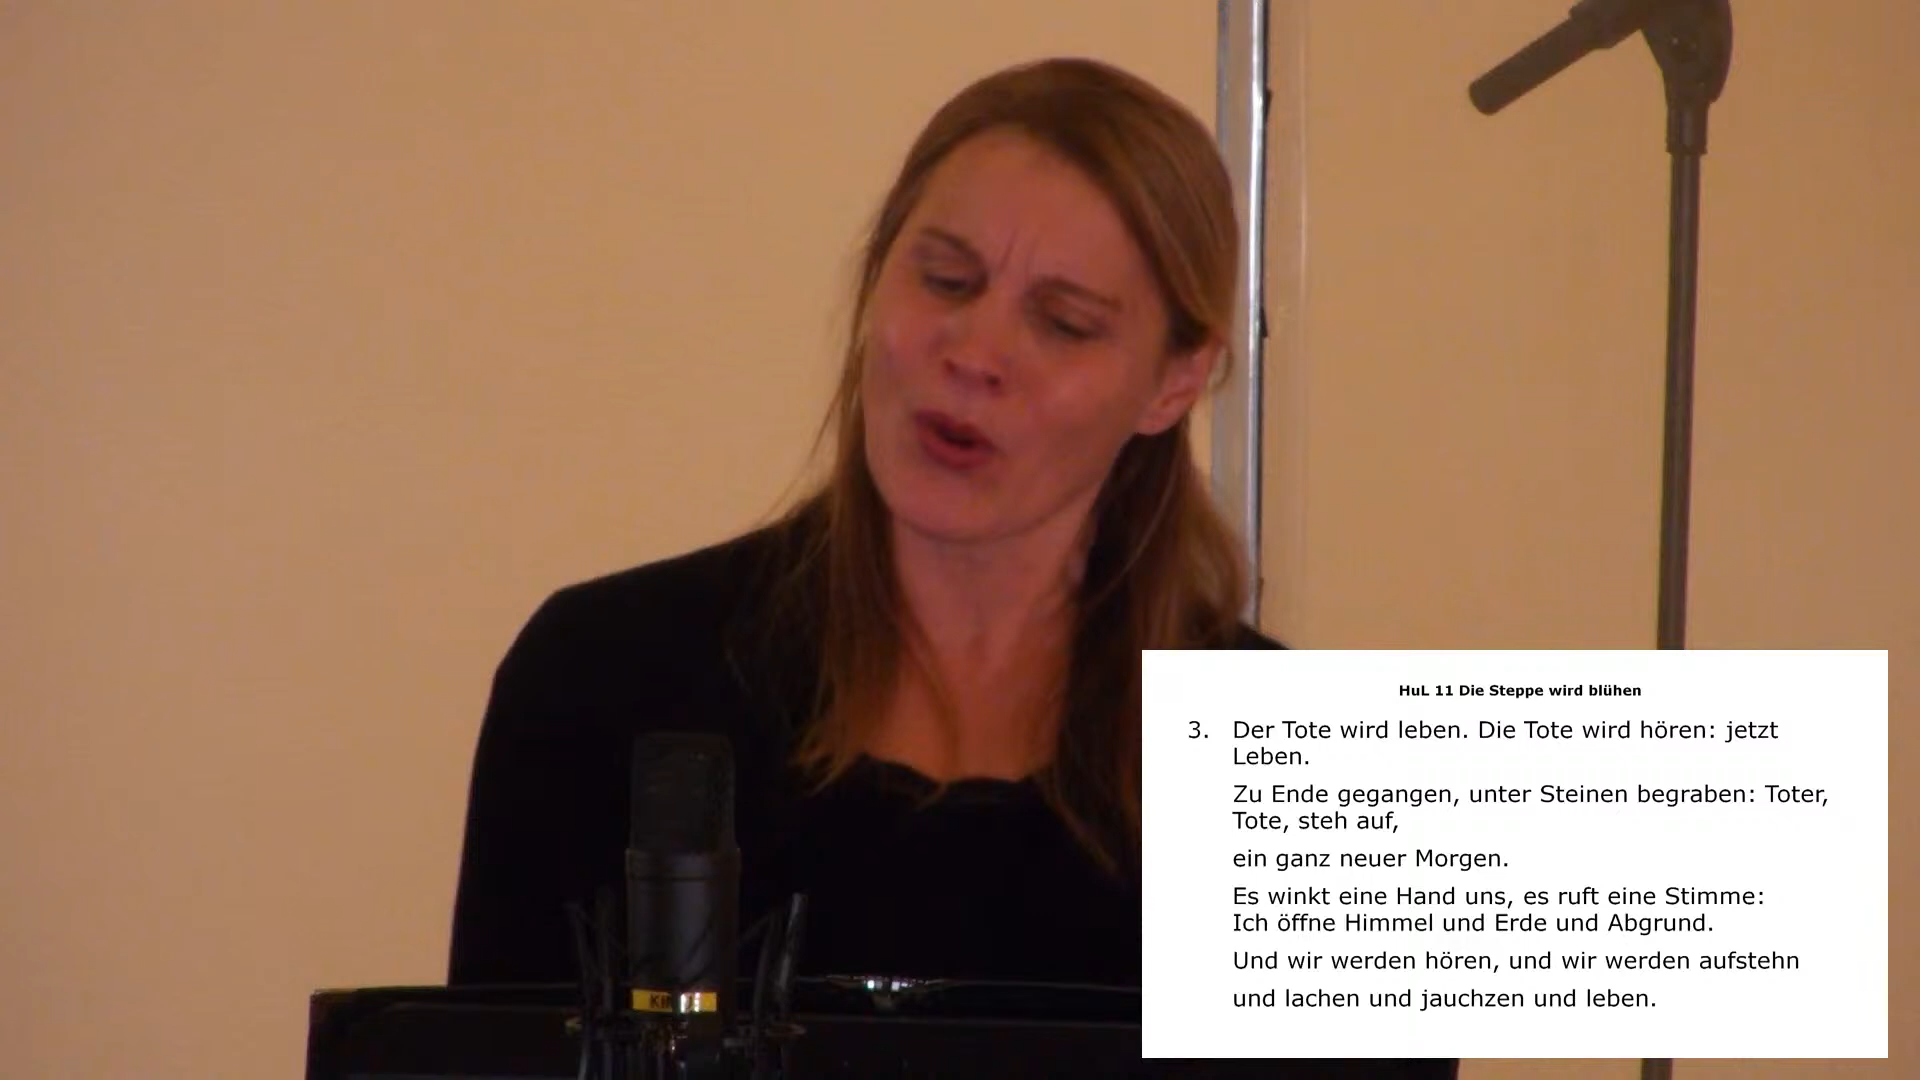 HuL 11 Die Steppe wird blühen
3. Der Tote wird leben. Die Tote wird hören: jetzt
Leben.
Zu Ende gegangen, unter Steinen begraben: Toter,
Tote, steh auf,
ein ganz neuer Morgen.
Es winkt eine Hand uns, es ruft eine Stimme:
Ich öffne Himmel und Erde und Abgrund.
Und wir werden hören, und wir werden aufstehn
und lachen und jauchzen und leben.